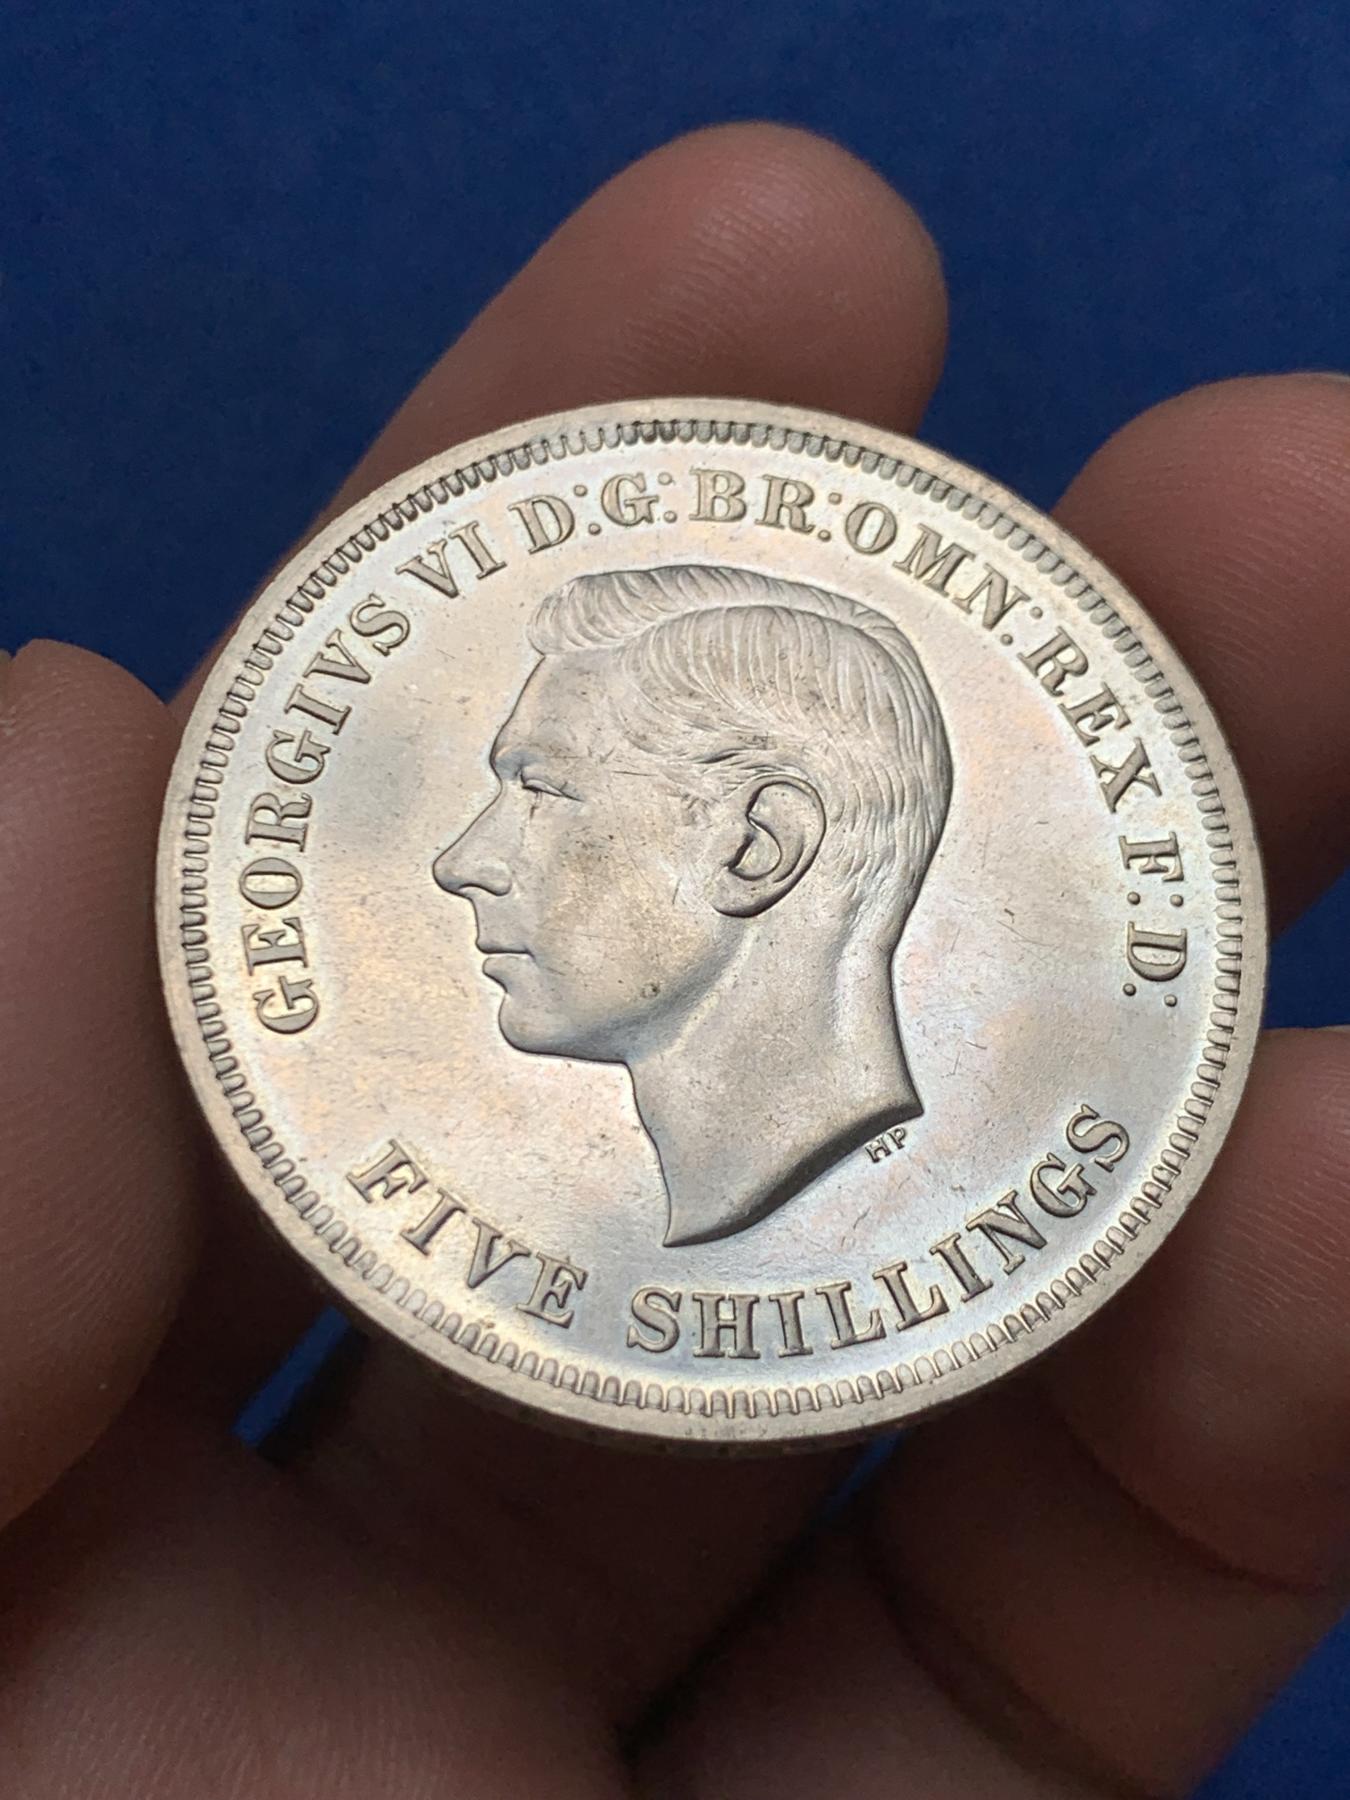 GEORGIVS VI D:G:BR:OMN:REX F:D:
HP
FIVE SHILLINGS